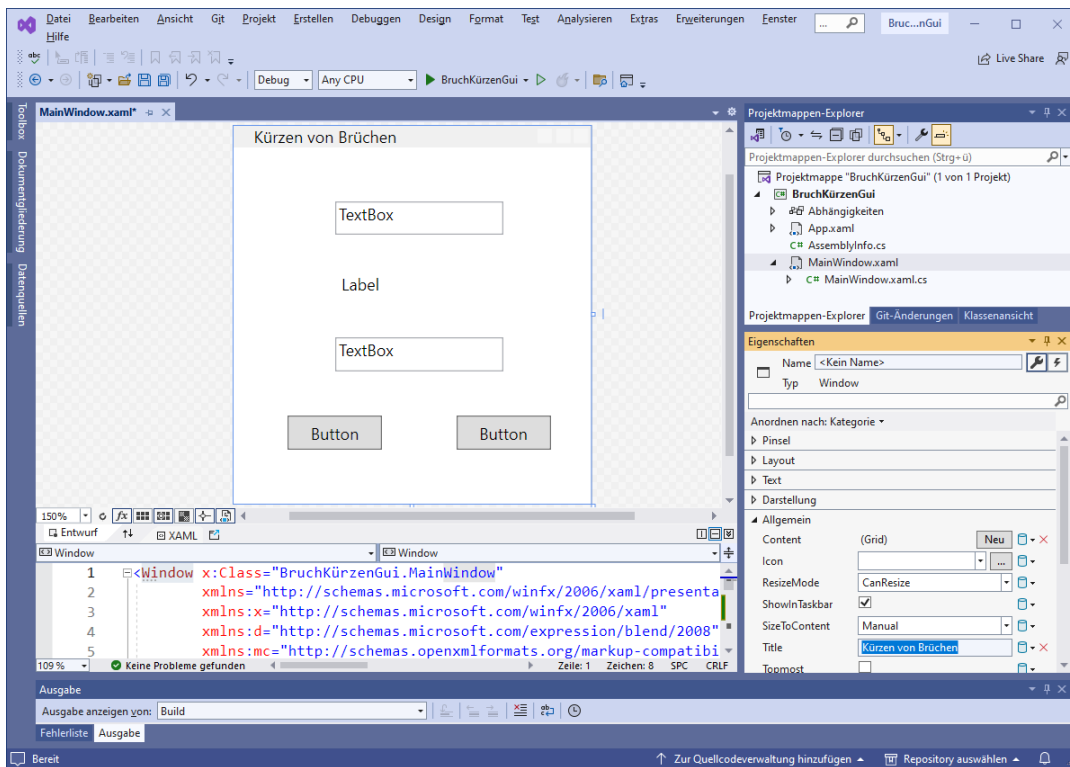 Datei Bearbeiten Ansicht Git Projekt Erstellen Debuggen Design Format Test Analysieren Extras Erweiterungen Fenster ... Bruc...nGui
Hilfe
abc
Live Share
Debug Any CPU BruchKürzenGui
Toolbox
Dokumentgliederung
Datenquellen
MainWindow.xaml*
Kürzen von Brüchen
TextBox
Label
TextBox
Button Button
150% fx
Entwurf XAML
Window Window
1 <Window x:Class="BruchKürzenGui.MainWindow"
2 xmlns="http://schemas.microsoft.com/winfx/2006/xaml/presenta
3 xmlns:x="http://schemas.microsoft.com/winfx/2006/xaml"
4 xmlns:d="http://schemas.microsoft.com/expression/blend/2008"
5 xmlns:mc="http://schemas.openxmlformats.org/markup-compatibi
109 % Keine Probleme gefunden Zeile: 1 Zeichen: 8 SPC CRLF
Projektmappen-Explorer
Projektmappen-Explorer durchsuchen (Strg+ü)
Projektmappe "BruchKürzenGui" (1 von 1 Projekt)
C# BruchKürzenGui
Abhängigkeiten
App.xaml
C# AssemblyInfo.cs
MainWindow.xaml
C# MainWindow.xaml.cs
Projektmappen-Explorer Git-Änderungen Klassenansicht
Eigenschaften
Name <Kein Name>
Typ Window
Anordnen nach: Kategorie
Pinsel
Layout
Text
Darstellung
Allgemein
Content (Grid) Neu
Icon ...
ResizeMode CanResize
ShowInTaskbar
SizeToContent Manual
Title Kürzen von Brüchen
Topmost
Ausgabe
Ausgabe anzeigen von: Build
Fehlerliste Ausgabe
Bereit Zur Quellcodeverwaltung hinzufügen Repository auswählen